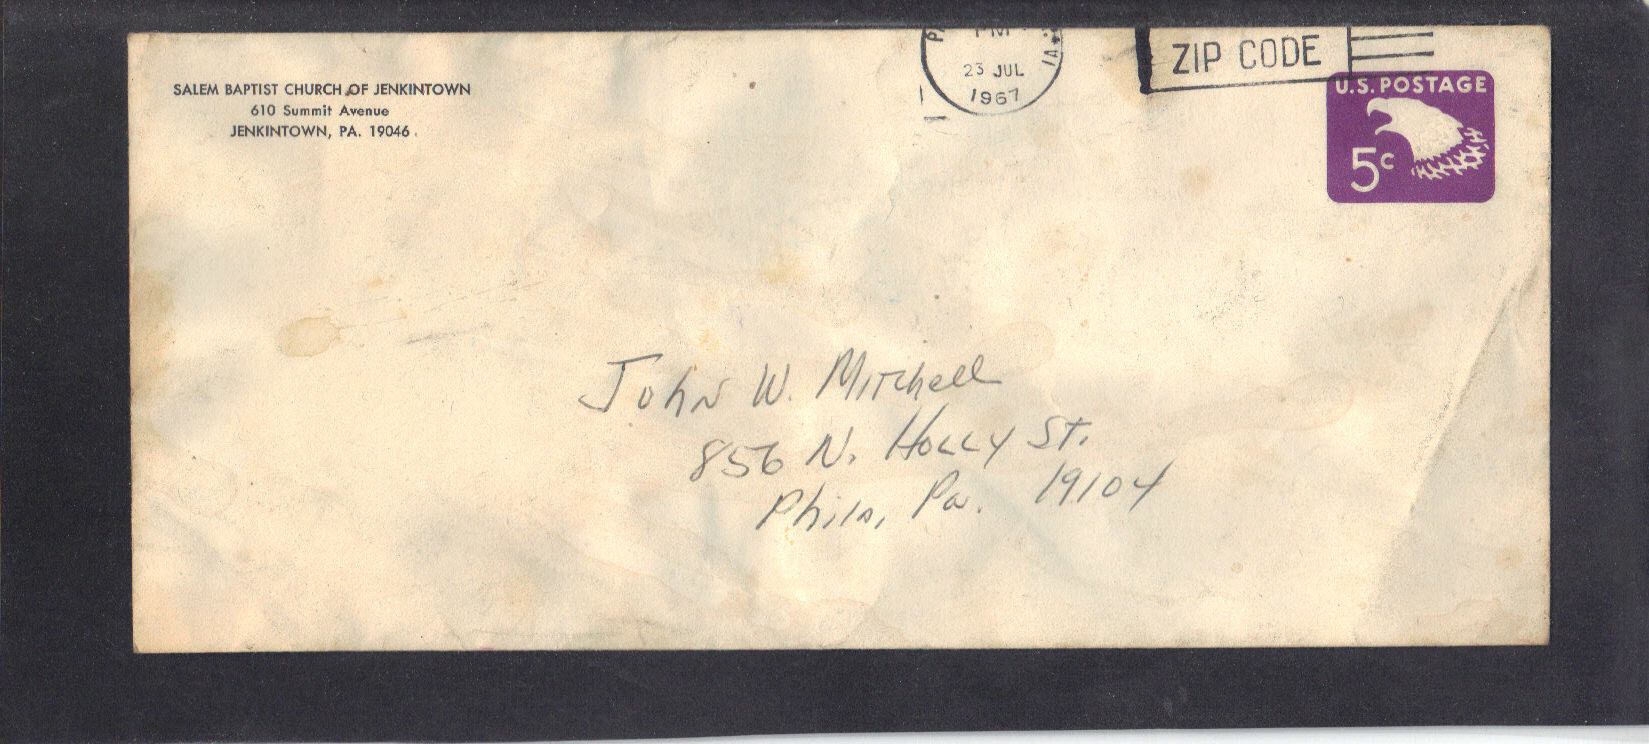 SALEM BAPTIST CHURCH OF JENKINTOWN
610 Summit Avenue
JENKINTOWN, PA. 19046
PM
23 JUL
1967
ZIP CODE
U.S. POSTAGE
5c
John W. Mitchell
856 N. Holly St.
Phila, Pa. 19104